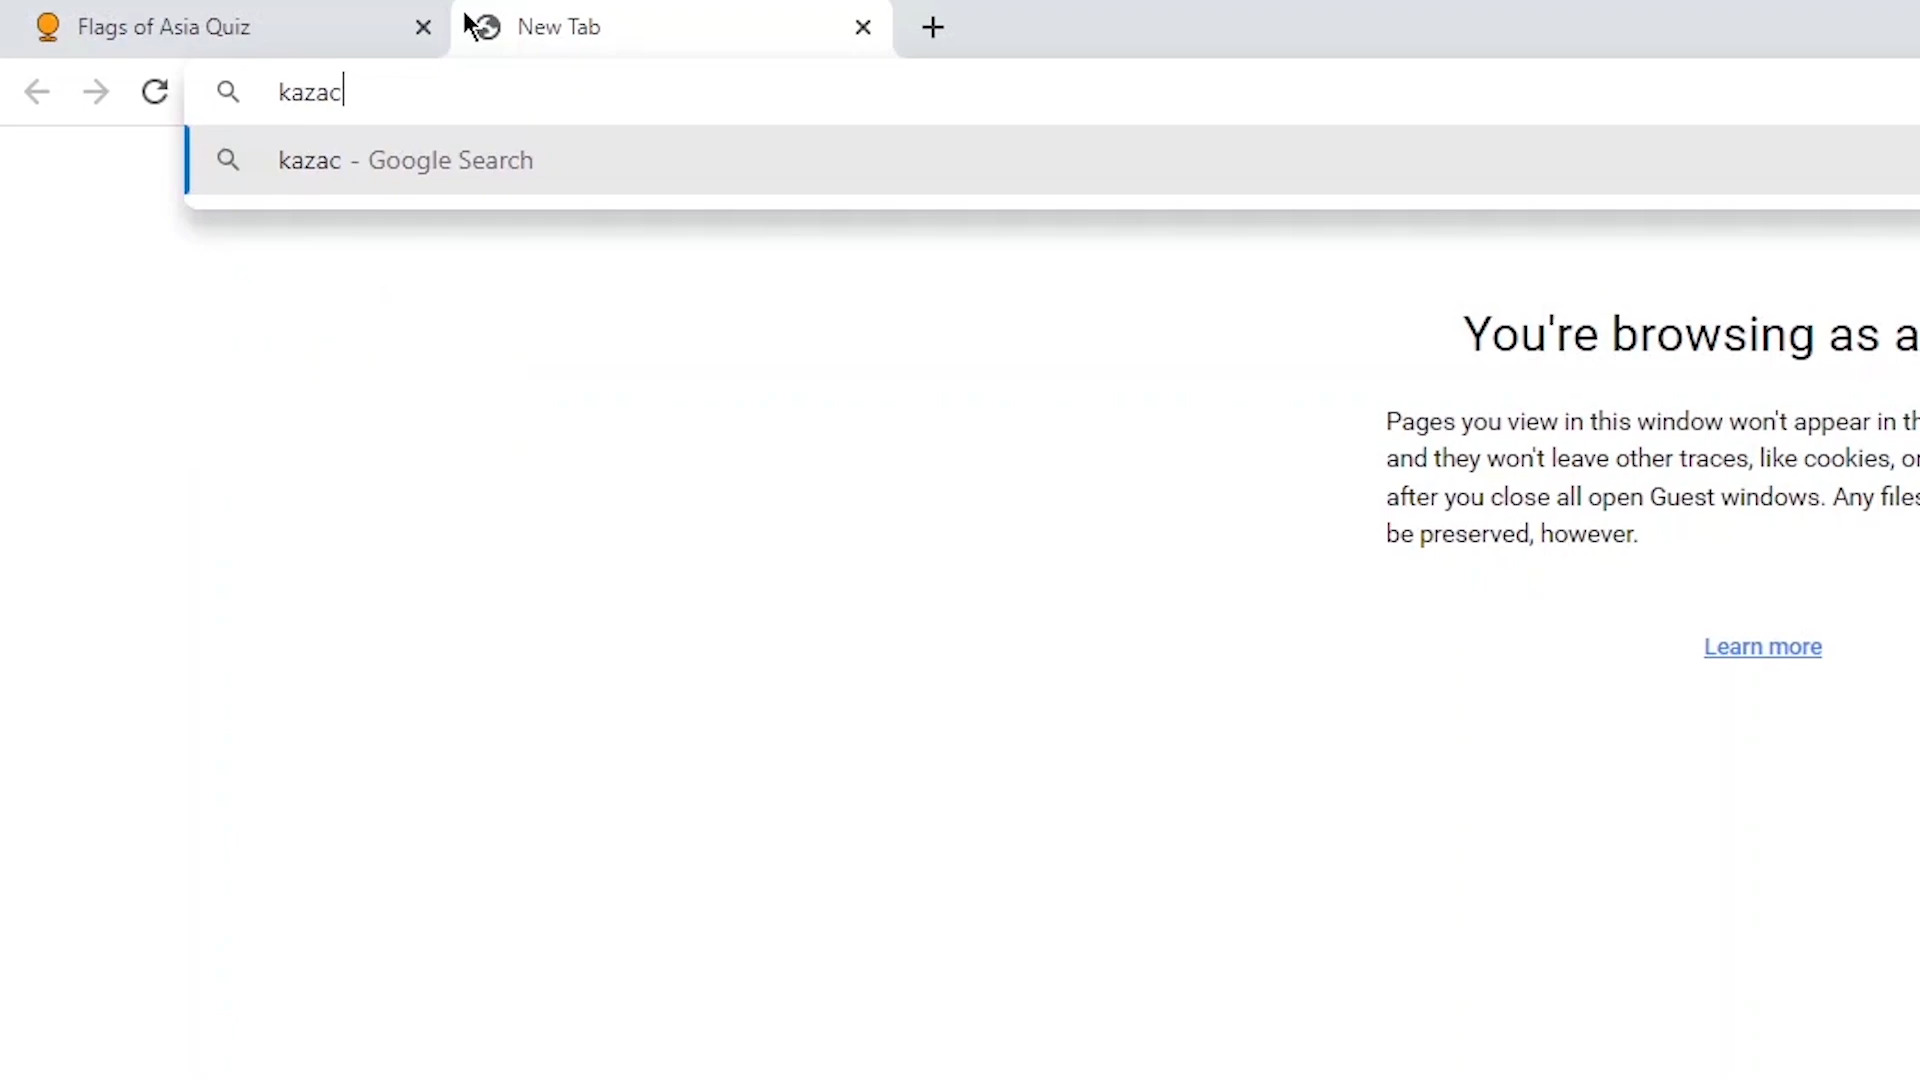 Flags of Asia Quiz
New Tab
kazac
kazac - Google Search
You're browsing as a
Pages you view in this window won't appear in th
and they won't leave other traces, like cookies, or
after you close all open Guest windows. Any files
be preserved, however.
Learn more